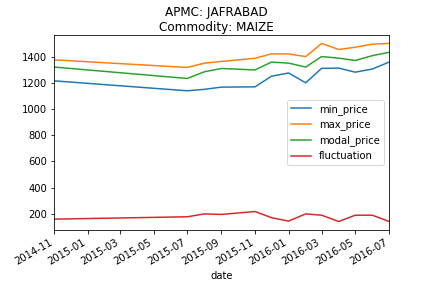 APMC: JAFRABAD
Commodity: MAIZE
1400
1200
1000
800
600
400
200
min_price
max_price
modal_price
fluctuation
2014-11
2015-01
2015-03
2015-05
2015-07
2015-09
2015-11
2016-01
2016-03
2016-05
2016-07
date